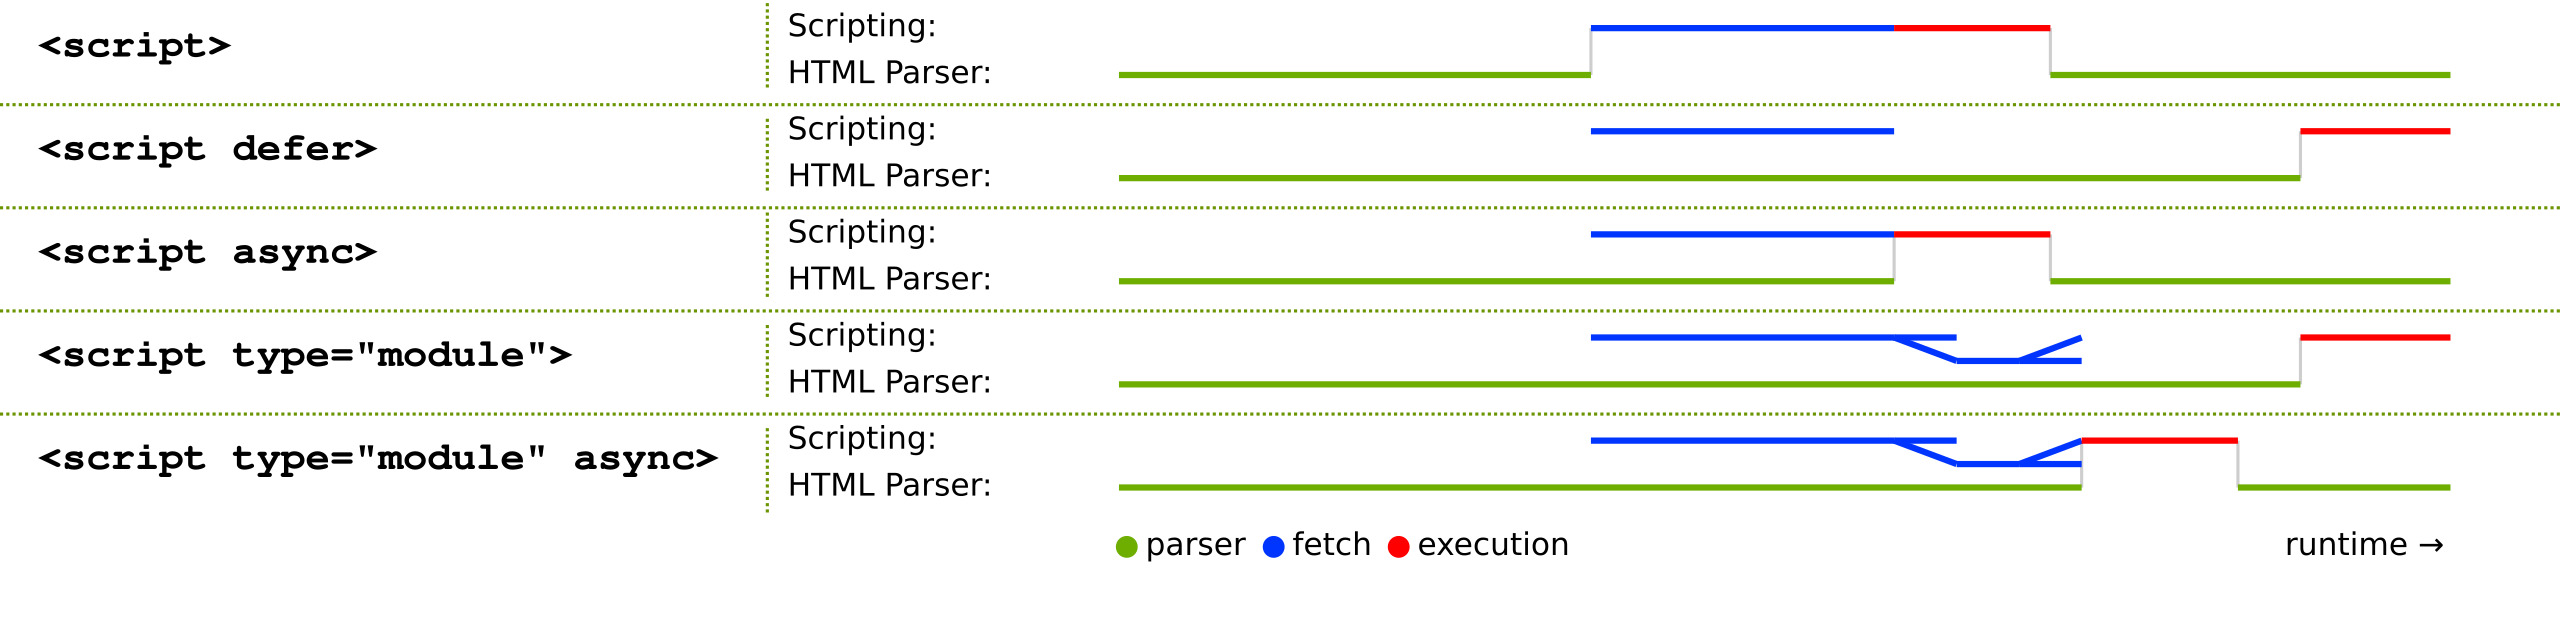 <script>
Scripting:
HTML Parser:
<script defer>
Scripting:
HTML Parser:
<script async>
Scripting:
HTML Parser:
<script type="module">
Scripting:
HTML Parser:
<script type="module" async>
Scripting:
HTML Parser:
parser fetch execution runtime →